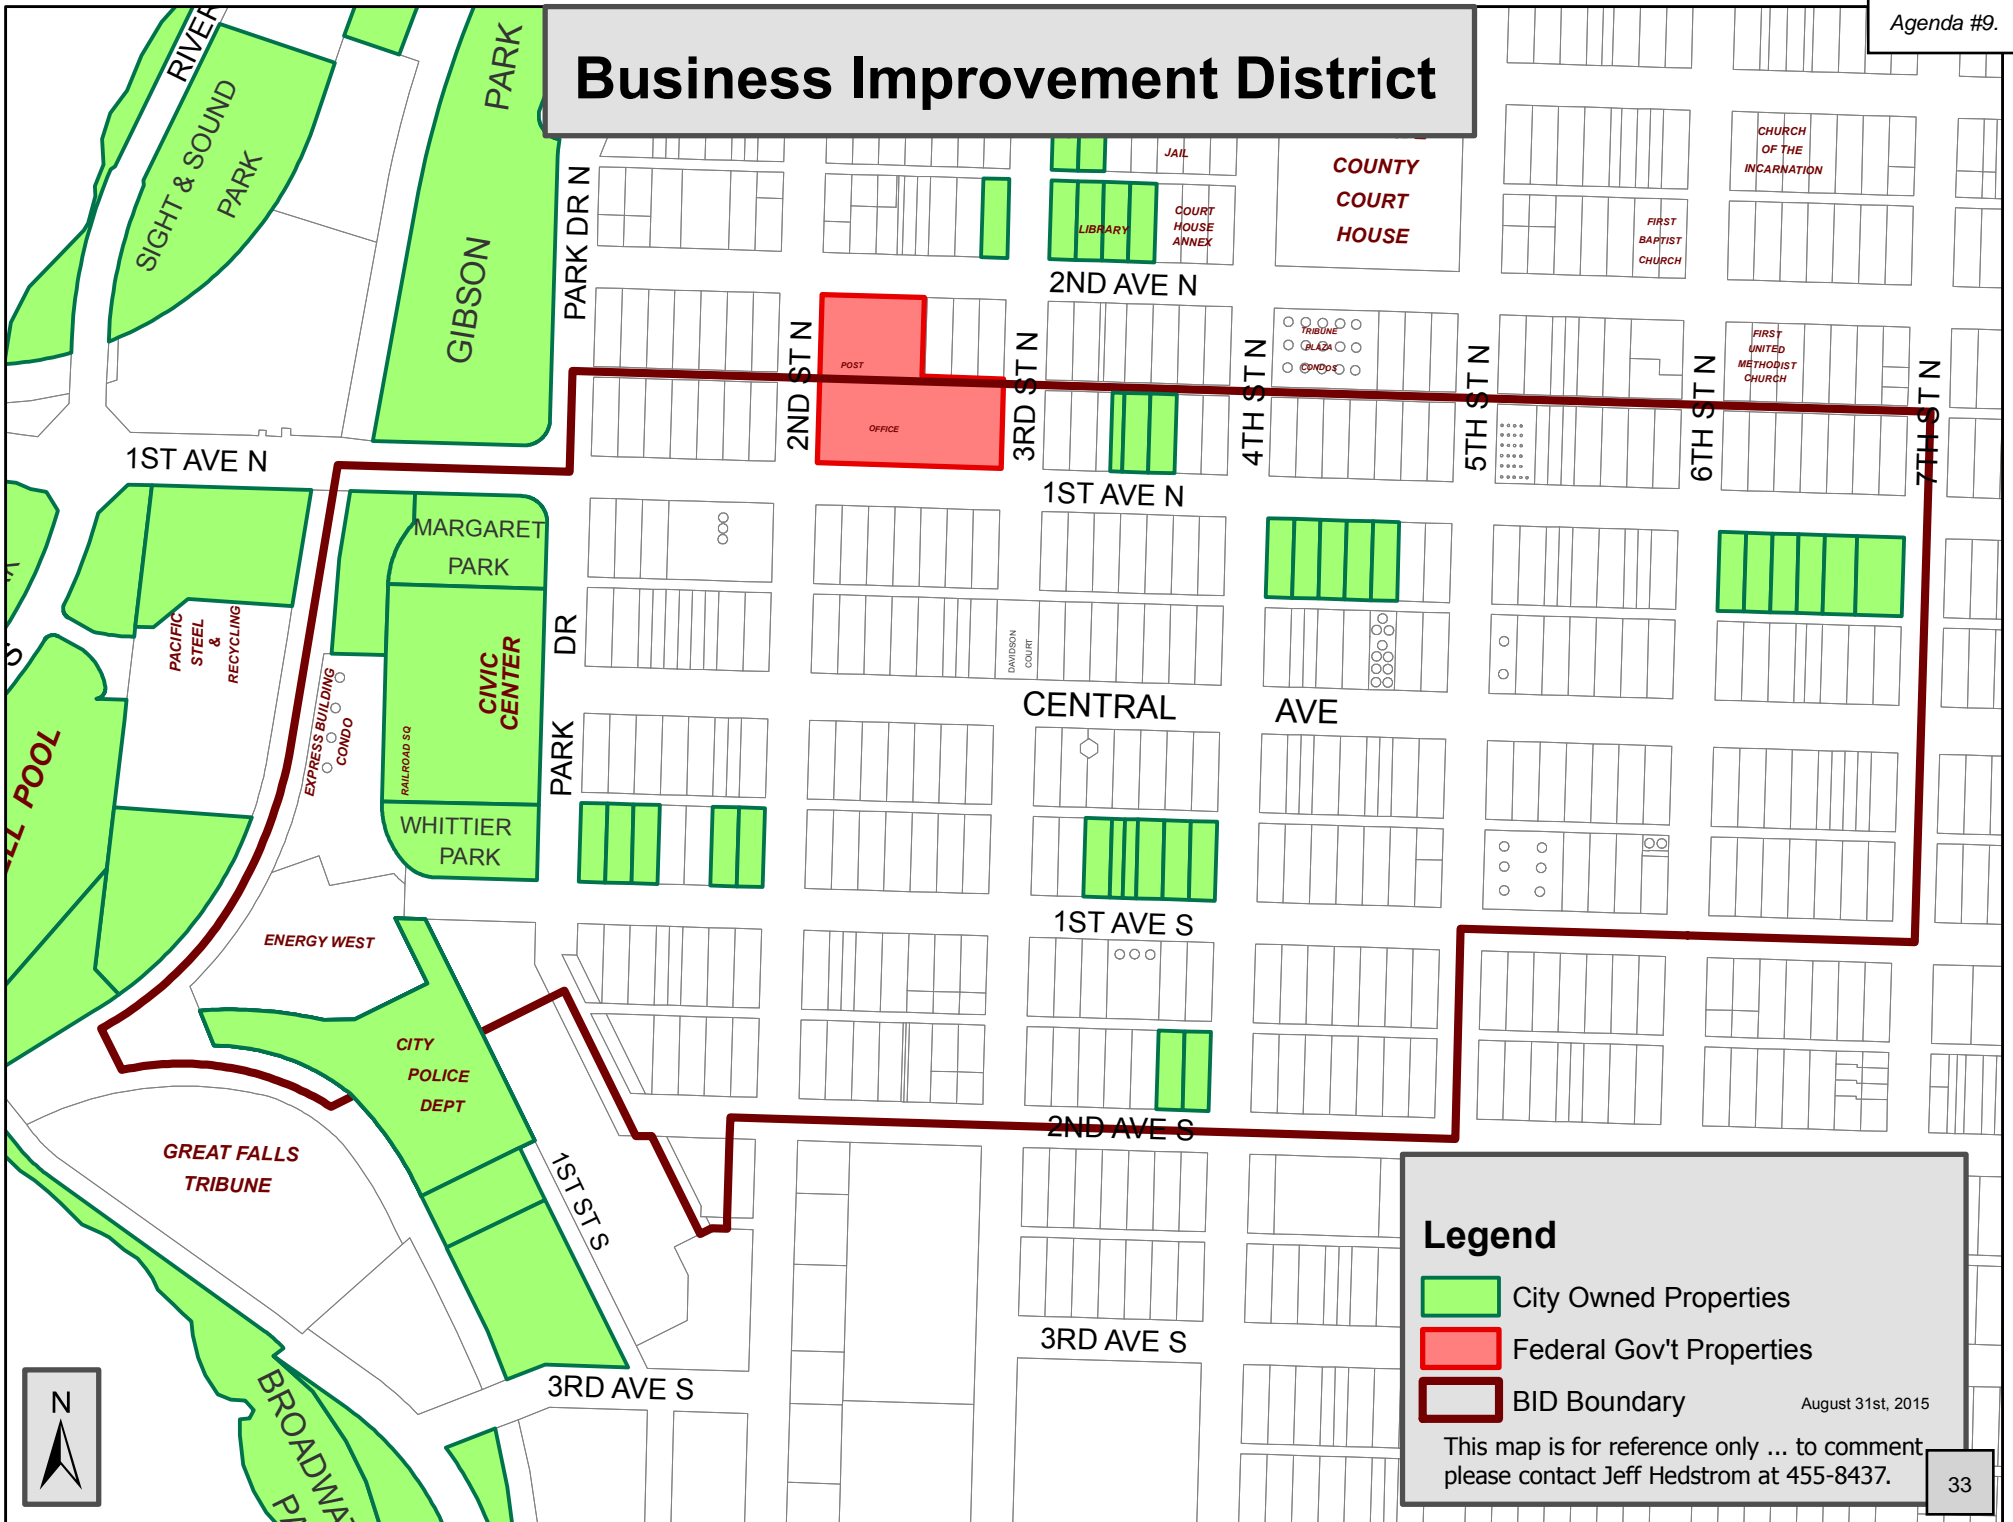 Agenda #9.
Business Improvement District
RIVER
SIGHT & SOUND
PARK
PARK
GIBSON
PARK DR N
JAIL
LIBRARY
COURT
HOUSE
ANNEX
COUNTY
COURT
HOUSE
CHURCH
OF THE
INCARNATION
FIRST
BAPTIST
CHURCH
2ND AVE N
2ND ST N
POST
OFFICE
3RD ST N
4TH ST N
TRIBUNE
PLAZA
CONDOS
5TH ST N
6TH ST N
FIRST
UNITED
METHODIST
CHURCH
7TH ST N
1ST AVE N
1ST AVE N
MARGARET
PARK
PACIFIC
STEEL
&
RECYCLING
CIVIC
CENTER
RAILROAD SQ
EXPRESS BUILDING
CONDO
PARK
DR
DAVIDSON
COURT
CENTRAL AVE
POOL
WHITTIER
PARK
ENERGY WEST
1ST AVE S
CITY
POLICE
DEPT
GREAT FALLS
TRIBUNE
1ST ST S
2ND AVE S
3RD AVE S
3RD AVE S
N
Legend
City Owned Properties
Federal Gov't Properties
BID Boundary
August 31st, 2015
This map is for reference only ... to comment
please contact Jeff Hedstrom at 455-8437.
33